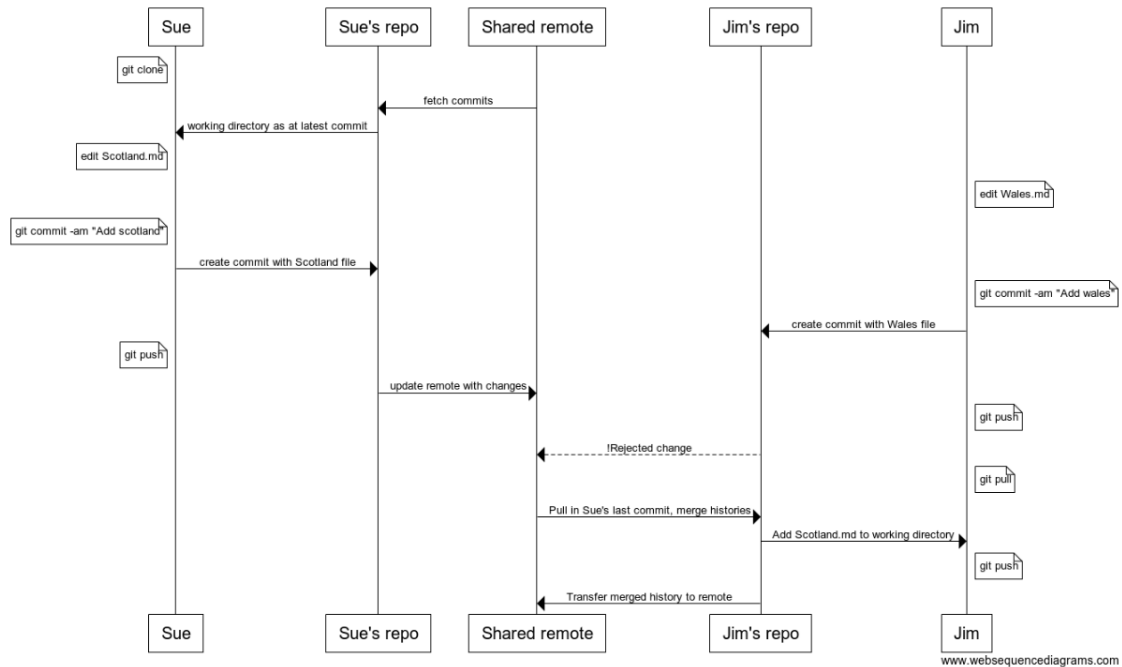 Sue
Sue's repo
Shared remote
Jim's repo
Jim
git clone
fetch commits
working directory as at latest commit
edit Scotland.md
edit Wales.md
git commit -am "Add scotland"
create commit with Scotland file
git commit -am "Add wales"
create commit with Wales file
git push
update remote with changes
git push
!Rejected change
git pull
Pull in Sue's last commit, merge histories
Add Scotland.md to working directory
git push
Transfer merged history to remote
Sue
Sue's repo
Shared remote
Jim's repo
Jim
www.websequencediagrams.com